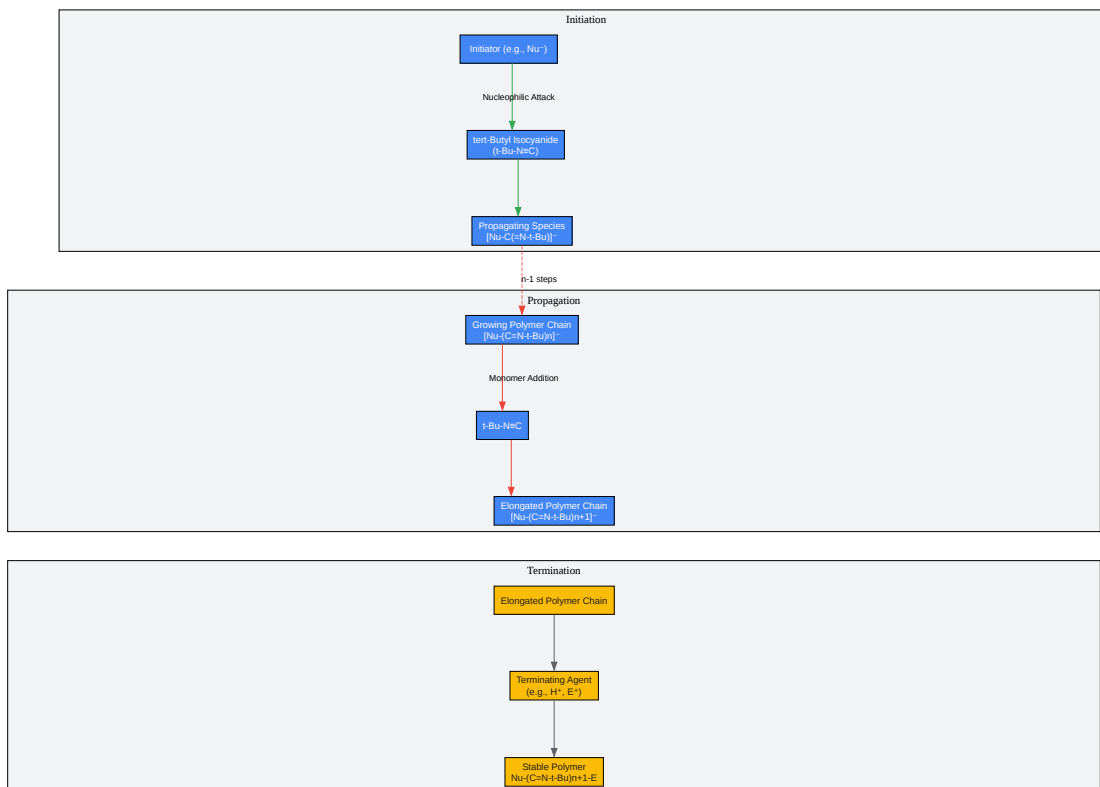 Initiation
Initiator (e.g., Nu⁻)
Nucleophilic Attack
tert-Butyl Isocyanide
(t-Bu-N≡C)
Propagating Species
[Nu-C(=N-t-Bu)]⁻
n-1 steps
Propagation
Growing Polymer Chain
[Nu-(C=N-t-Bu)n]⁻
Monomer Addition
t-Bu-N≡C
Elongated Polymer Chain
[Nu-(C=N-t-Bu)n+1]⁻
Termination
Elongated Polymer Chain
Terminating Agent
(e.g., H⁺, E⁺)
Stable Polymer
Nu-(C=N-t-Bu)n+1-E